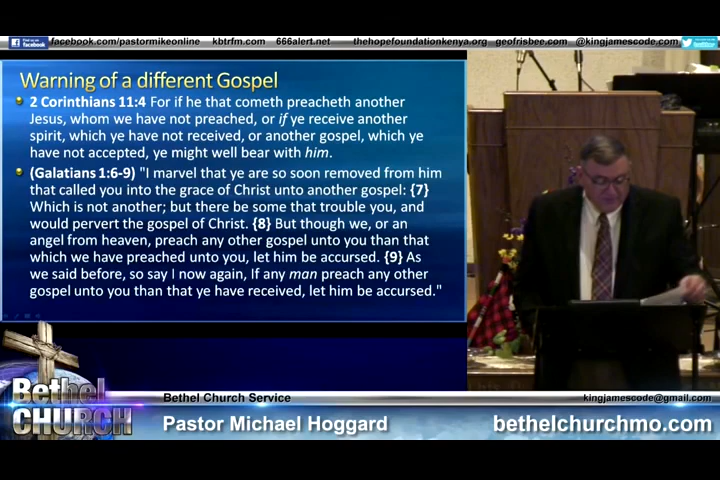 Find us on facebook facebook.com/pastormikeonline kbtrfm.com 666alert.net thehopefoundationkenya.org geofrisbee.com @kingjamescode.com twitter
Warning of a different Gospel
2 Corinthians 11:4 For if he that cometh preacheth another
Jesus, whom we have not preached, or if ye receive another
spirit, which ye have not received, or another gospel, which ye
have not accepted, ye might well bear with him.
(Galatians 1:6-9) "I marvel that ye are so soon removed from him
that called you into the grace of Christ unto another gospel: {7}
Which is not another; but there be some that trouble you, and
would pervert the gospel of Christ. {8} But though we, or an
angel from heaven, preach any other gospel unto you than that
which we have preached unto you, let him be accursed. {9} As
we said before, so say I now again, If any man preach any other
gospel unto you than that ye have received, let him be accursed."
Bethel
CHURCH
Bethel Church Service kingjamescode@gmail.com
Pastor Michael Hoggard bethelchurchmo.com